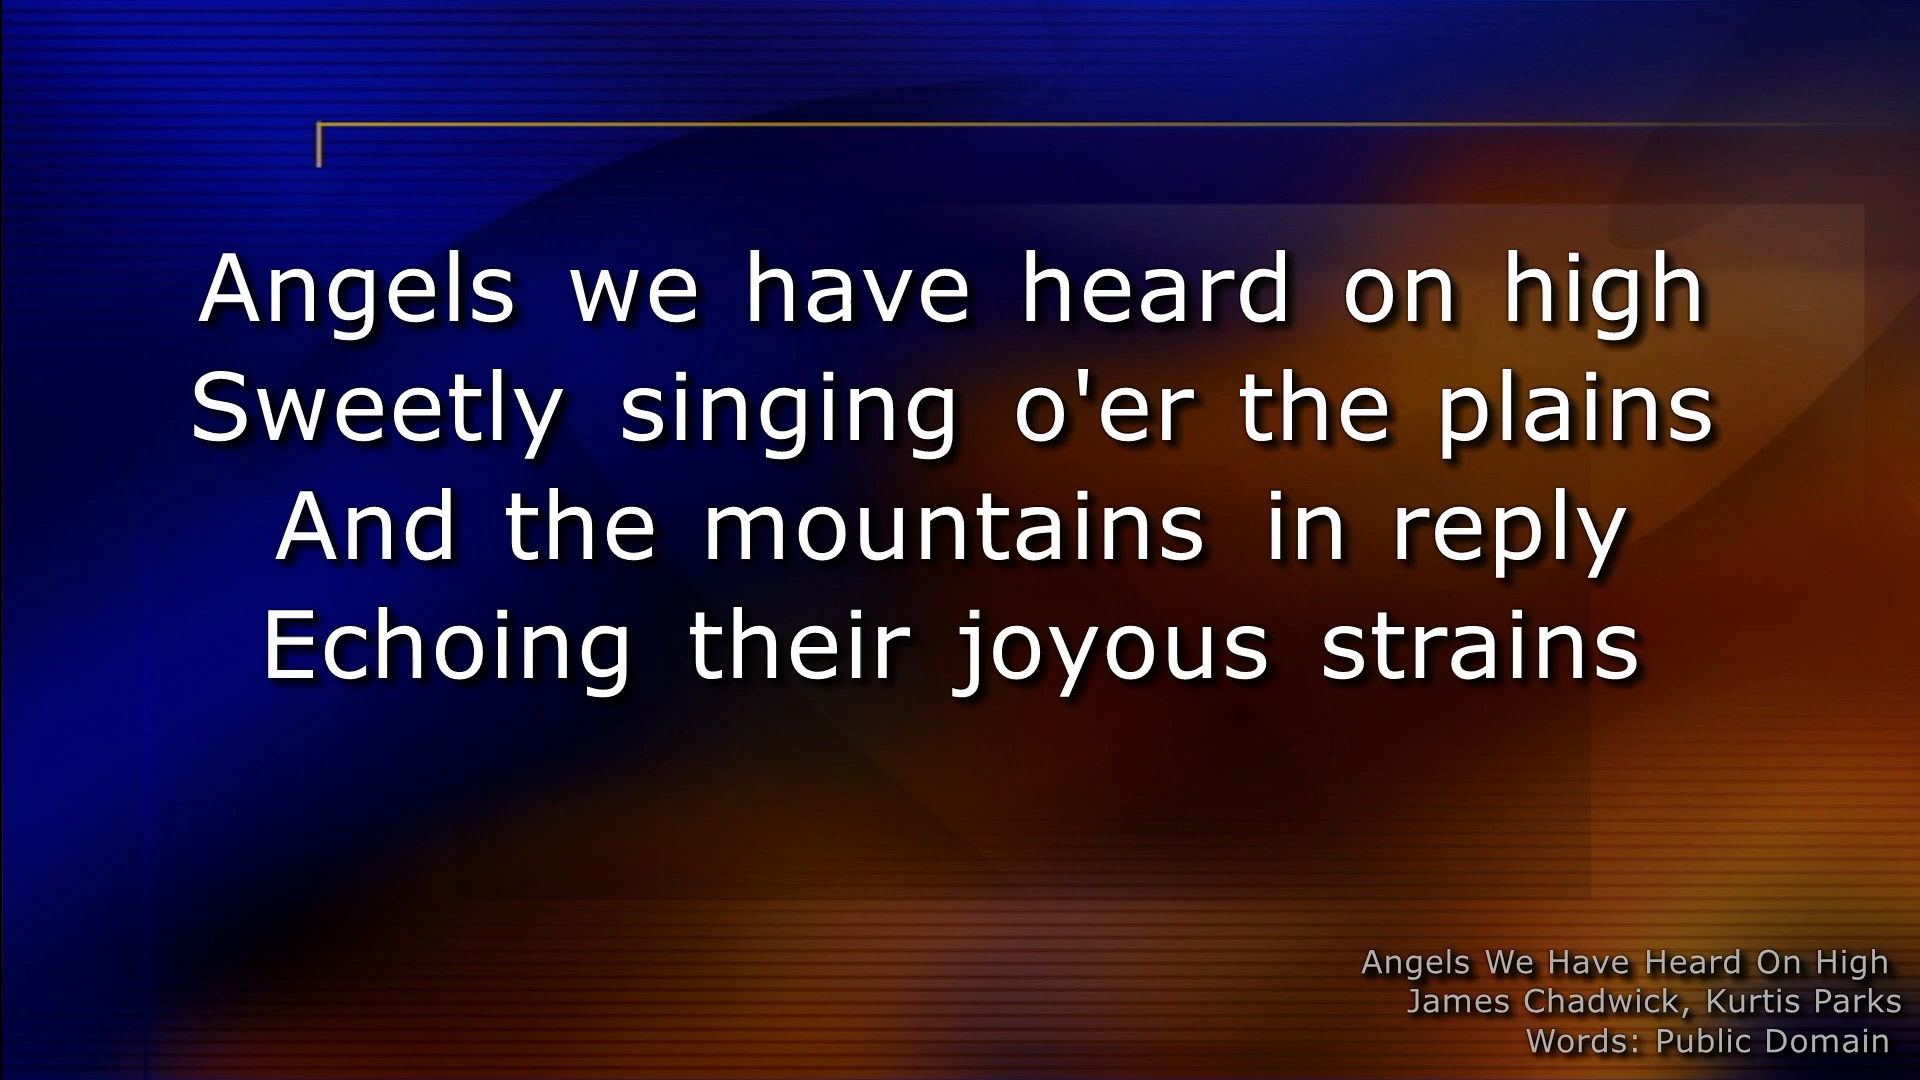 Angels we have heard on high
Sweetly singing o'er the plains
And the mountains in reply
Echoing their joyous strains
Angels We Have Heard On High
James Chadwick, Kurtis Parks
Words: Public Domain